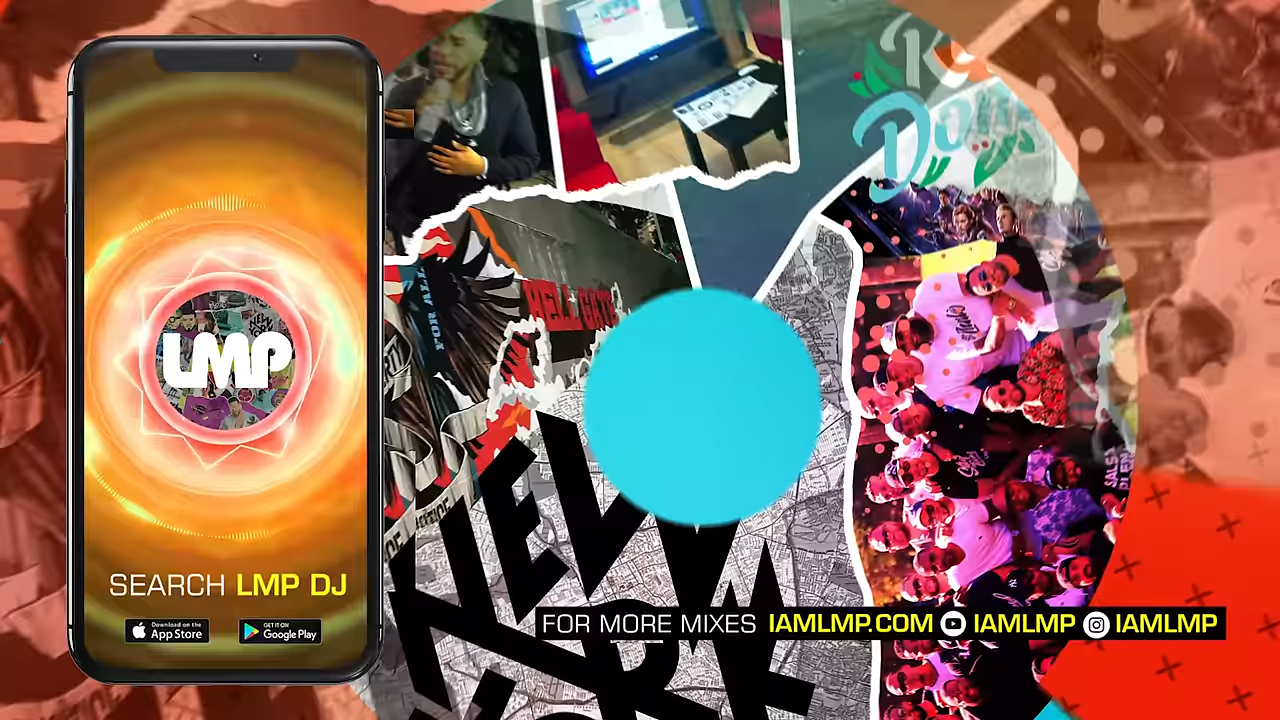 LMP
SEARCH LMP DJ
Download on the
App Store
GET IT ON
Google Play
HELL GATE
NEW
YORK
FOR MORE MIXES IAMLMP.COM IAMLMP IAMLMP